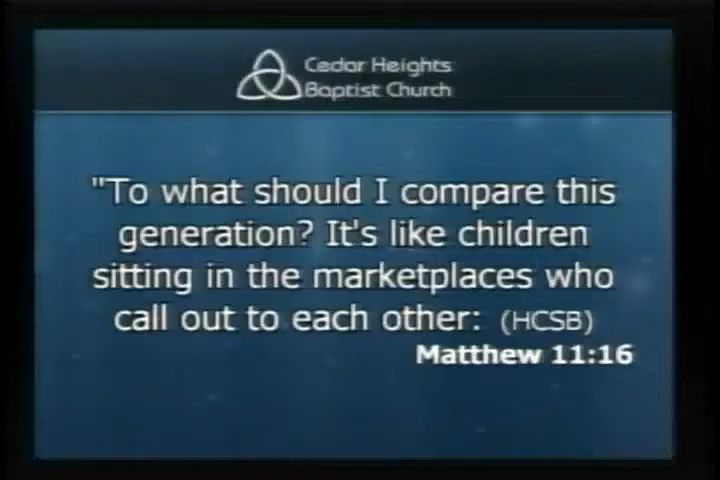 Cedar Heights
Baptist Church
"To what should I compare this
generation? It's like children
sitting in the marketplaces who
call out to each other: (HCSB)
Matthew 11:16